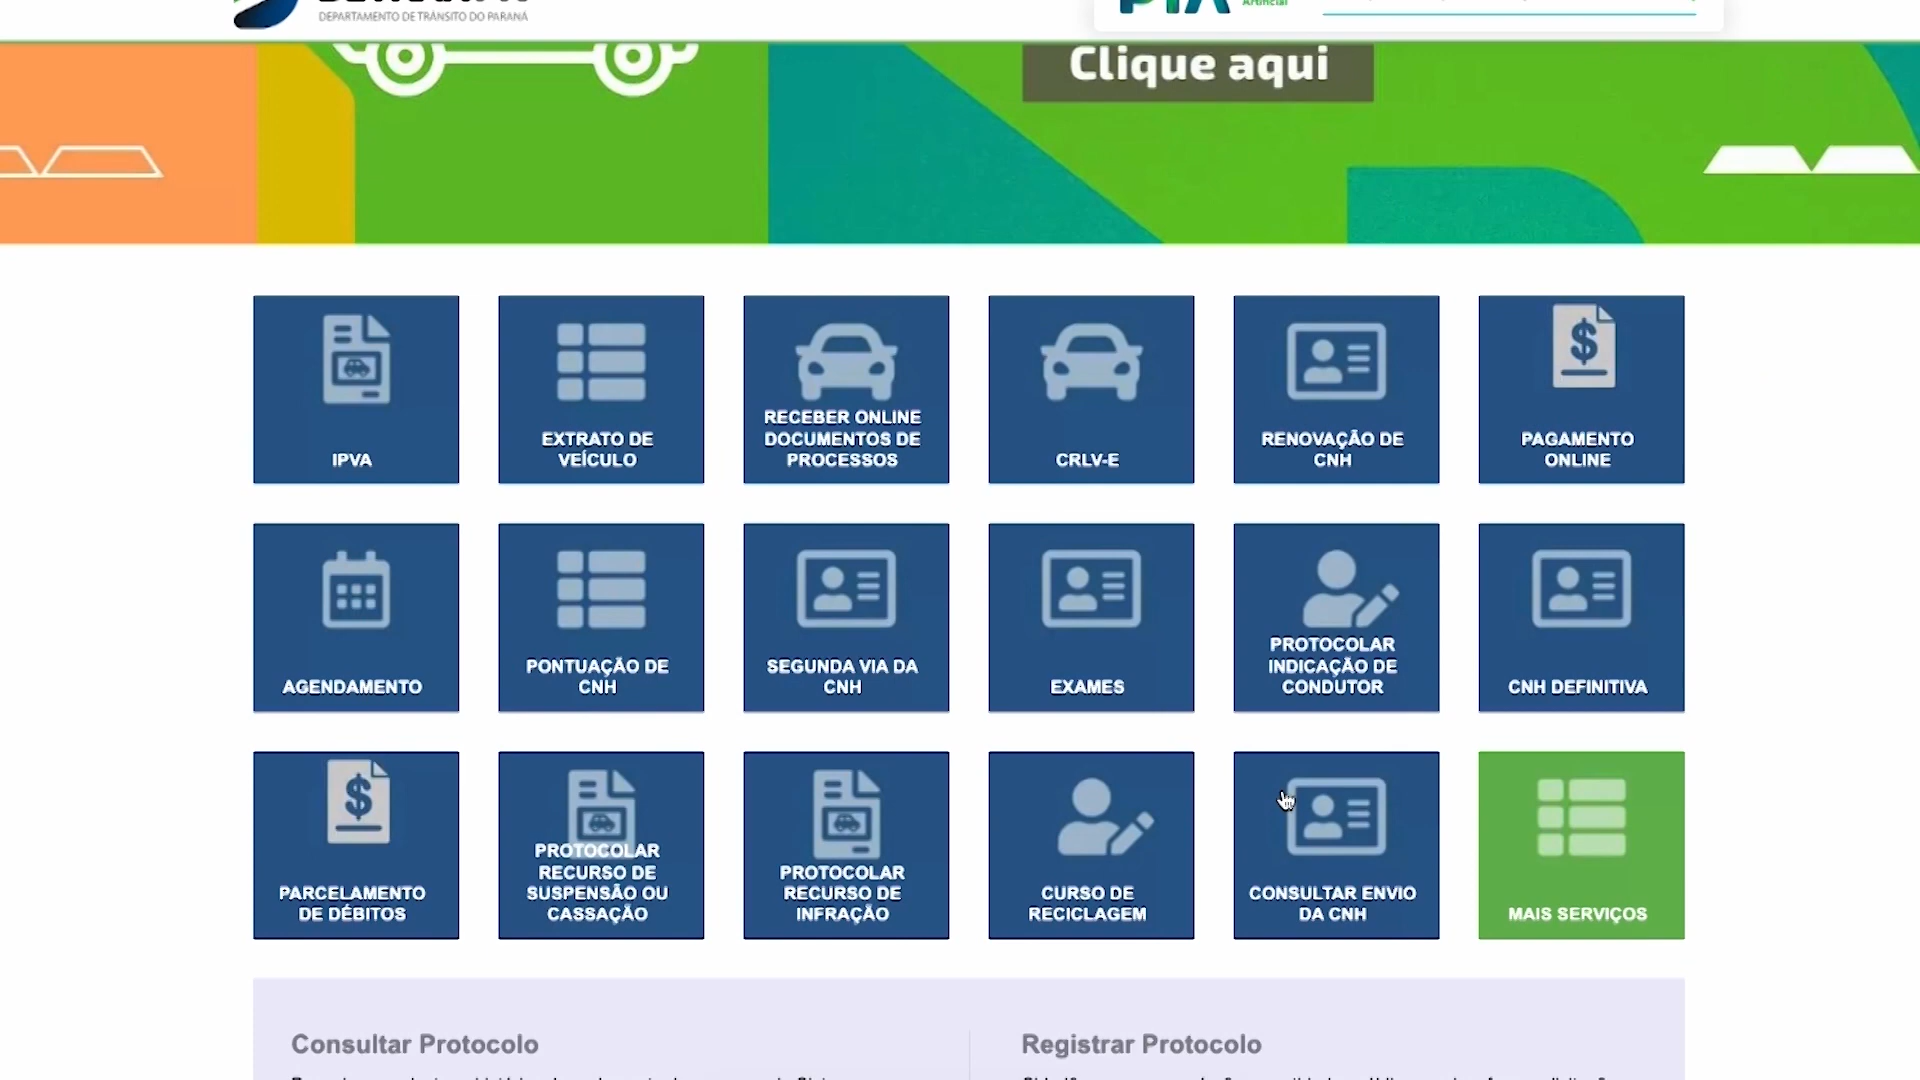 DEPARTAMENTO DE TRÂNSITO DO PARANÁ
PIA
Artificial
Clique aqui
IPVA
EXTRATO DE
VEÍCULO
RECEBER ONLINE
DOCUMENTOS DE
PROCESSOS
CRLV-E
RENOVAÇÃO DE
CNH
PAGAMENTO
ONLINE
AGENDAMENTO
PONTUAÇÃO DE
CNH
SEGUNDA VIA DA
CNH
EXAMES
PROTOCOLAR
INDICAÇÃO DE
CONDUTOR
CNH DEFINITIVA
PARCELAMENTO
DE DÉBITOS
PROTOCOLAR
RECURSO DE
SUSPENSÃO OU
CASSAÇÃO
PROTOCOLAR
RECURSO DE
INFRAÇÃO
CURSO DE
RECICLAGEM
CONSULTAR ENVIO
DA CNH
MAIS SERVIÇOS
Consultar Protocolo
Registrar Protocolo